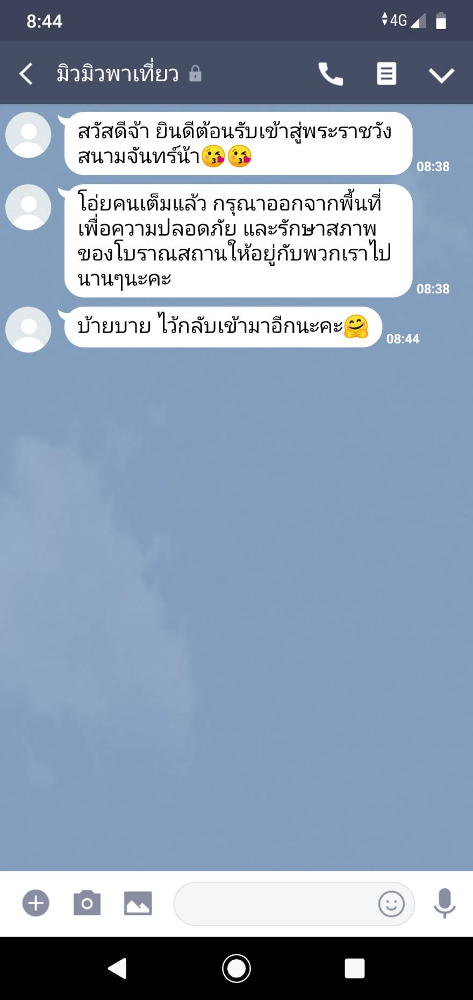 8:44
4G
มิวมิวพาเที่ยว
สวัสดีจ้า ยินดีต้อนรับเข้าสู่พระราชวัง
สนามจันทร์น้า😘😘
08:38
โอ่ยคนเต็มแล้ว กรุณาออกจากพื้นที่
เพื่อความปลอดภัย และรักษาสภาพ
ของโบราณสถานให้อยู่กับพวกเราไป
นานๆนะคะ
08:38
บ้ายบาย ไว้กลับเข้ามาอีกนะคะ🤗
08:44